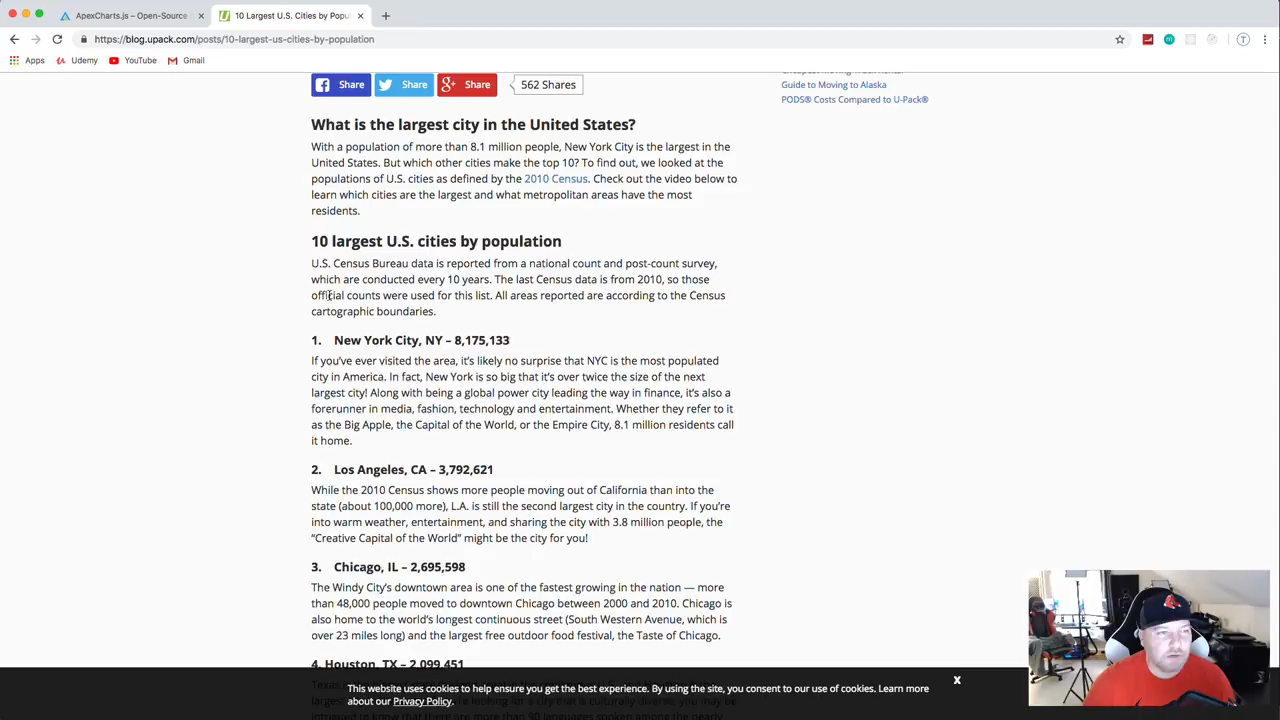 ApexCharts.js – Open-Source
10 Largest U.S. Cities by Popu
https://blog.upack.com/posts/10-largest-us-cities-by-population
T
Apps
Udemy
YouTube
Gmail
Share
Share
Share
562 Shares
Guide to Moving to Alaska
PODS® Costs Compared to U-Pack®
What is the largest city in the United States?
With a population of more than 8.1 million people, New York City is the largest in the
United States. But which other cities make the top 10? To find out, we looked at the
populations of U.S. cities as defined by the 2010 Census. Check out the video below to
learn which cities are the largest and what metropolitan areas have the most
residents.
10 largest U.S. cities by population
U.S. Census Bureau data is reported from a national count and post-count survey,
which are conducted every 10 years. The last Census data is from 2010, so those
official counts were used for this list. All areas reported are according to the Census
cartographic boundaries.
1. New York City, NY – 8,175,133
If you've ever visited the area, it's likely no surprise that NYC is the most populated
city in America. In fact, New York is so big that it's over twice the size of the next
largest city! Along with being a global power city leading the way in finance, it's also a
forerunner in media, fashion, technology and entertainment. Whether they refer to it
as the Big Apple, the Capital of the World, or the Empire City, 8.1 million residents call
it home.
2. Los Angeles, CA – 3,792,621
While the 2010 Census shows more people moving out of California than into the
state (about 100,000 more), L.A. is still the second largest city in the country. If you're
into warm weather, entertainment, and sharing the city with 3.8 million people, the
“Creative Capital of the World” might be the city for you!
3. Chicago, IL – 2,695,598
The Windy City's downtown area is one of the fastest growing in the nation — more
than 48,000 people moved to downtown Chicago between 2000 and 2010. Chicago is
also home to the world's longest continuous street (South Western Avenue, which is
over 23 miles long) and the largest free outdoor food festival, the Taste of Chicago.
4. Houston, TX – 2,099,451
This website uses cookies to help ensure you get the best experience. By using the site, you consent to our use of cookies. Learn more
about our Privacy Policy.
X